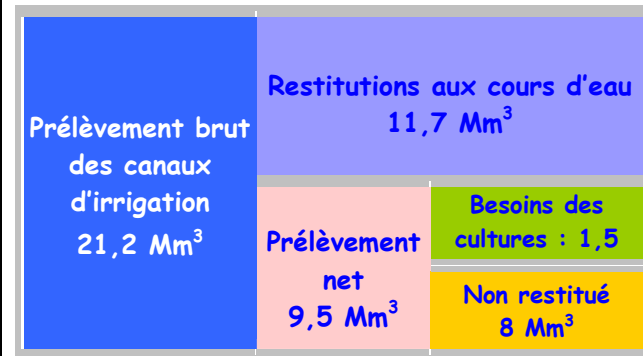 Prélèvement brut
des canaux
d'irrigation
21,2 Mm³
Restitutions aux cours d'eau
11,7 Mm³
Prélèvement
net
9,5 Mm³
Besoins des
cultures : 1,5
Non restitué
8 Mm³